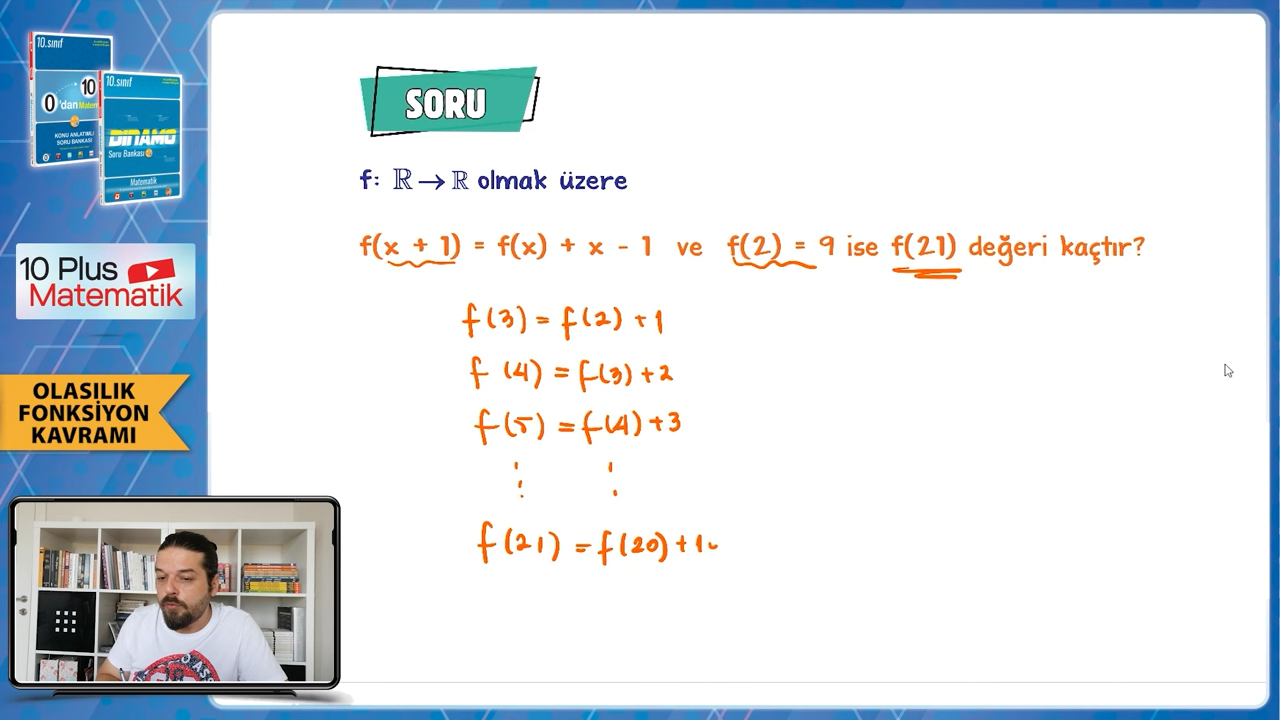 10.sınıf
0'dan 10
Matem
KONU ANLATIMLI
SORU BANKASI
10.sınıf
DİNAMO
Soru Bankası
Matematik
10 Plus
Matematik
OLASILIK
FONKSİYON
KAVRAMI
SORU
f: ℝ → ℝ olmak üzere
f(x + 1) = f(x) + x - 1 ve f(2) = 9 ise f(21) değeri kaçtır?
f(3) = f(2) + 1
f(4) = f(3) + 2
f(5) = f(4) + 3
f(21) = f(20) + 1